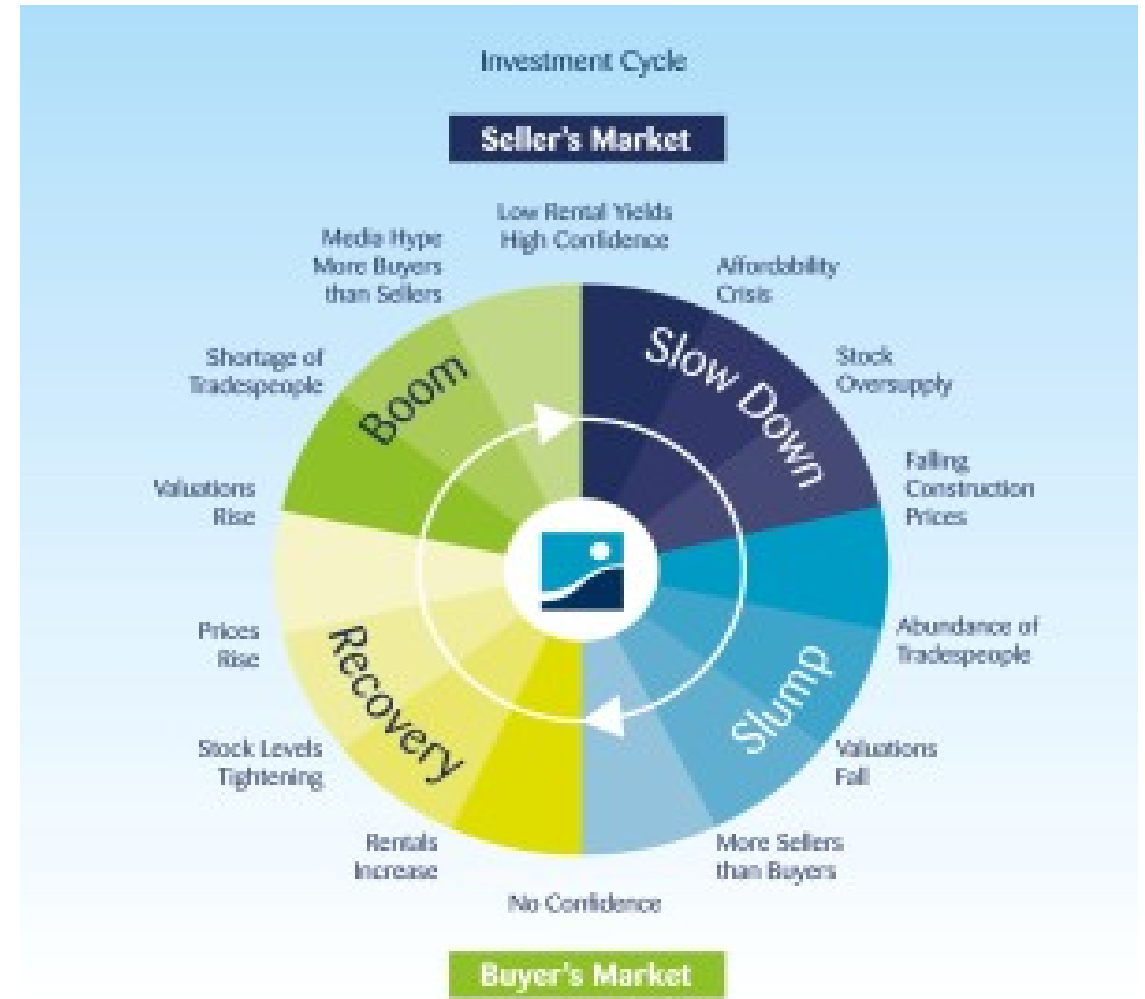 Investment Cycle
Seller's Market
Low Rental Yields
High Confidence
Affordability
Crisis
Stock
Oversupply
Falling
Construction
Prices
Abundance of
Tradespeople
Valuations
Fall
More Sellers
than Buyers
No Confidence
Rentals
Increase
Stock Levels
Tightening
Prices
Rise
Valuations
Rise
Shortage of
Tradespeople
Media Hype
More Buyers
than Sellers
Slow Down
Slump
Recovery
Boom
Buyer's Market